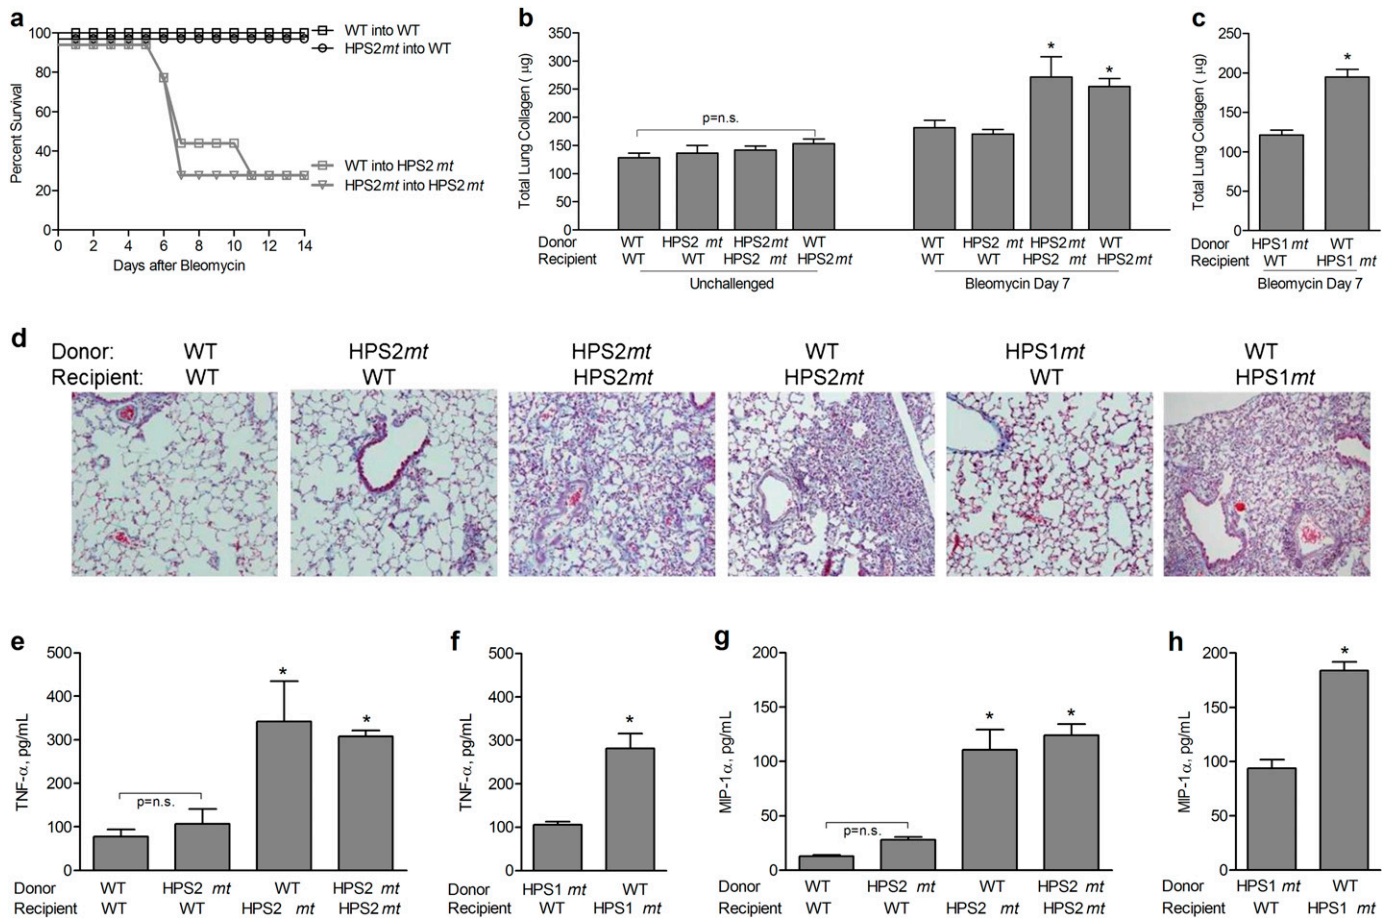 a
Percent Survival
100
80
60
40
20
0
0 2 4 6 8 10 12 14
Days after Bleomycin
WT into WT
HPS2mt into WT
WT into HPS2 mt
HPS2mt into HPS2mt
b
Total Lung Collagen ( μg)
350
300
250
200
150
100
50
0
p=n.s.
* *
Donor WT HPS2 mt HPS2mt WT WT HPS2 mt HPS2mt WT
Recipient WT WT HPS2 mt HPS2mt WT WT HPS2 mt HPS2mt
Unchallenged Bleomycin Day 7
c
Total Lung Collagen ( μg)
250
200
150
100
50
0
*
Donor HPS1 mt WT
Recipient WT HPS1 mt
Bleomycin Day 7
d
Donor: WT HPS2mt HPS2mt WT HPS1mt WT
Recipient: WT WT HPS2mt HPS2mt WT HPS1mt
e
TNF-α, pg/mL
500
400
300
200
100
0
p=n.s.
* *
Donor WT HPS2 mt WT HPS2 mt
Recipient WT WT HPS2 mt HPS2 mt
f
TNF-α, pg/mL
500
400
300
200
100
0
*
Donor HPS1 mt WT
Recipient WT HPS1 mt
g
MIP-1α, pg/mL
200
150
100
50
0
p=n.s.
* *
Donor WT HPS2 mt WT HPS2 mt
Recipient WT WT HPS2 mt HPS2 mt
h
MIP-1α, pg/mL
200
150
100
50
0
*
Donor HPS1 mt WT
Recipient WT HPS1 mt